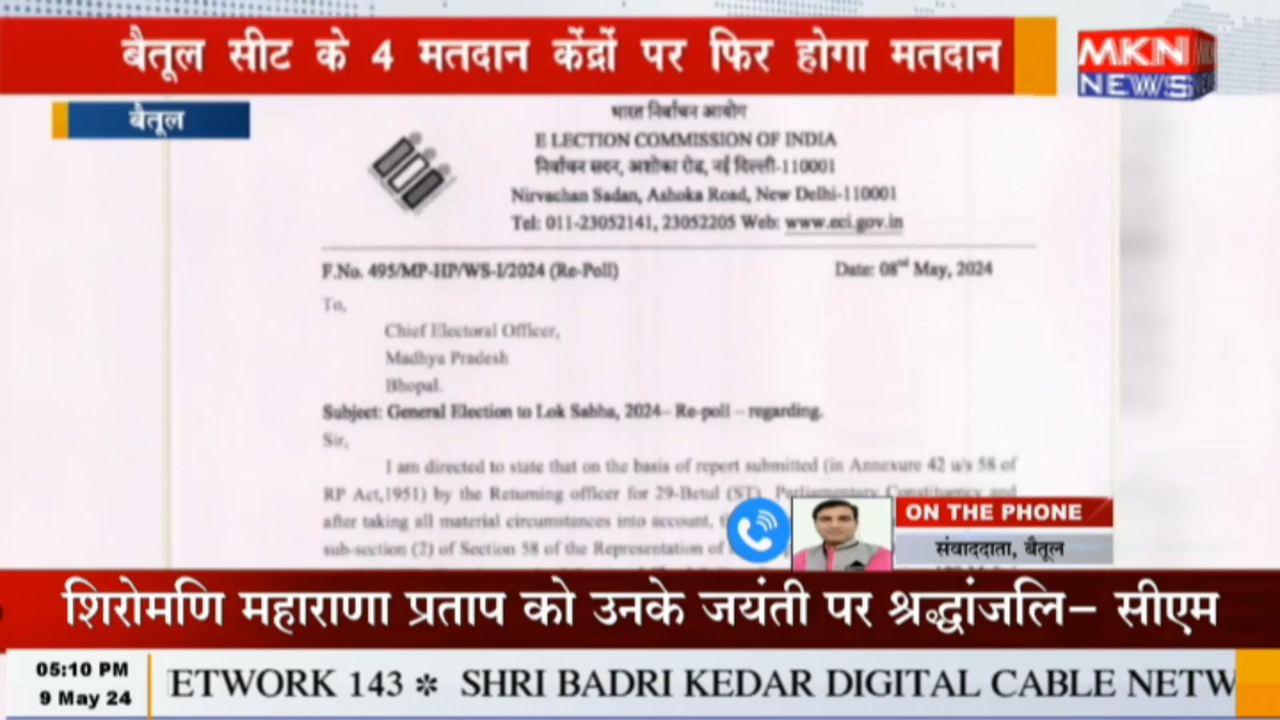 बैतूल सीट के 4 मतदान केंद्रों पर फिर होगा मतदान
MKN
NEWS
बैतूल
भारत निर्वाचन आयोग
E LECTION COMMISSION OF INDIA
निर्वाचन सदन, अशोका रोड, नई दिल्ली-110001
Nirvachan Sadan, Ashoka Road, New Delhi-110001
Tel: 011-23052141, 23052205 Web: www.eci.gov.in
F.No. 495/MP-HP/WS-I/2024 (Re-Poll)
Date: 08nd May, 2024
To,
Chief Electoral Officer,
Madhya Pradesh
Bhopal.
Subject: General Election to Lok Sabha, 2024– Re-poll – regarding.
Sir,
I am directed to state that on the basis of report submitted (in Annexure 42 u/s 58 of
RP Act,1951) by the Returning officer for 29-Betul (ST), Parliamentary Constituency and
after taking all material circumstances into account,
sub-section (2) of Section 58 of the Representation of
ON THE PHONE
संवाददाता, बैतूल
शिरोमणि महाराणा प्रताप को उनके जयंती पर श्रद्धांजलि– सीएम
05:10 PM
9 May 24
ETWORK 143 * SHRI BADRI KEDAR DIGITAL CABLE NETW